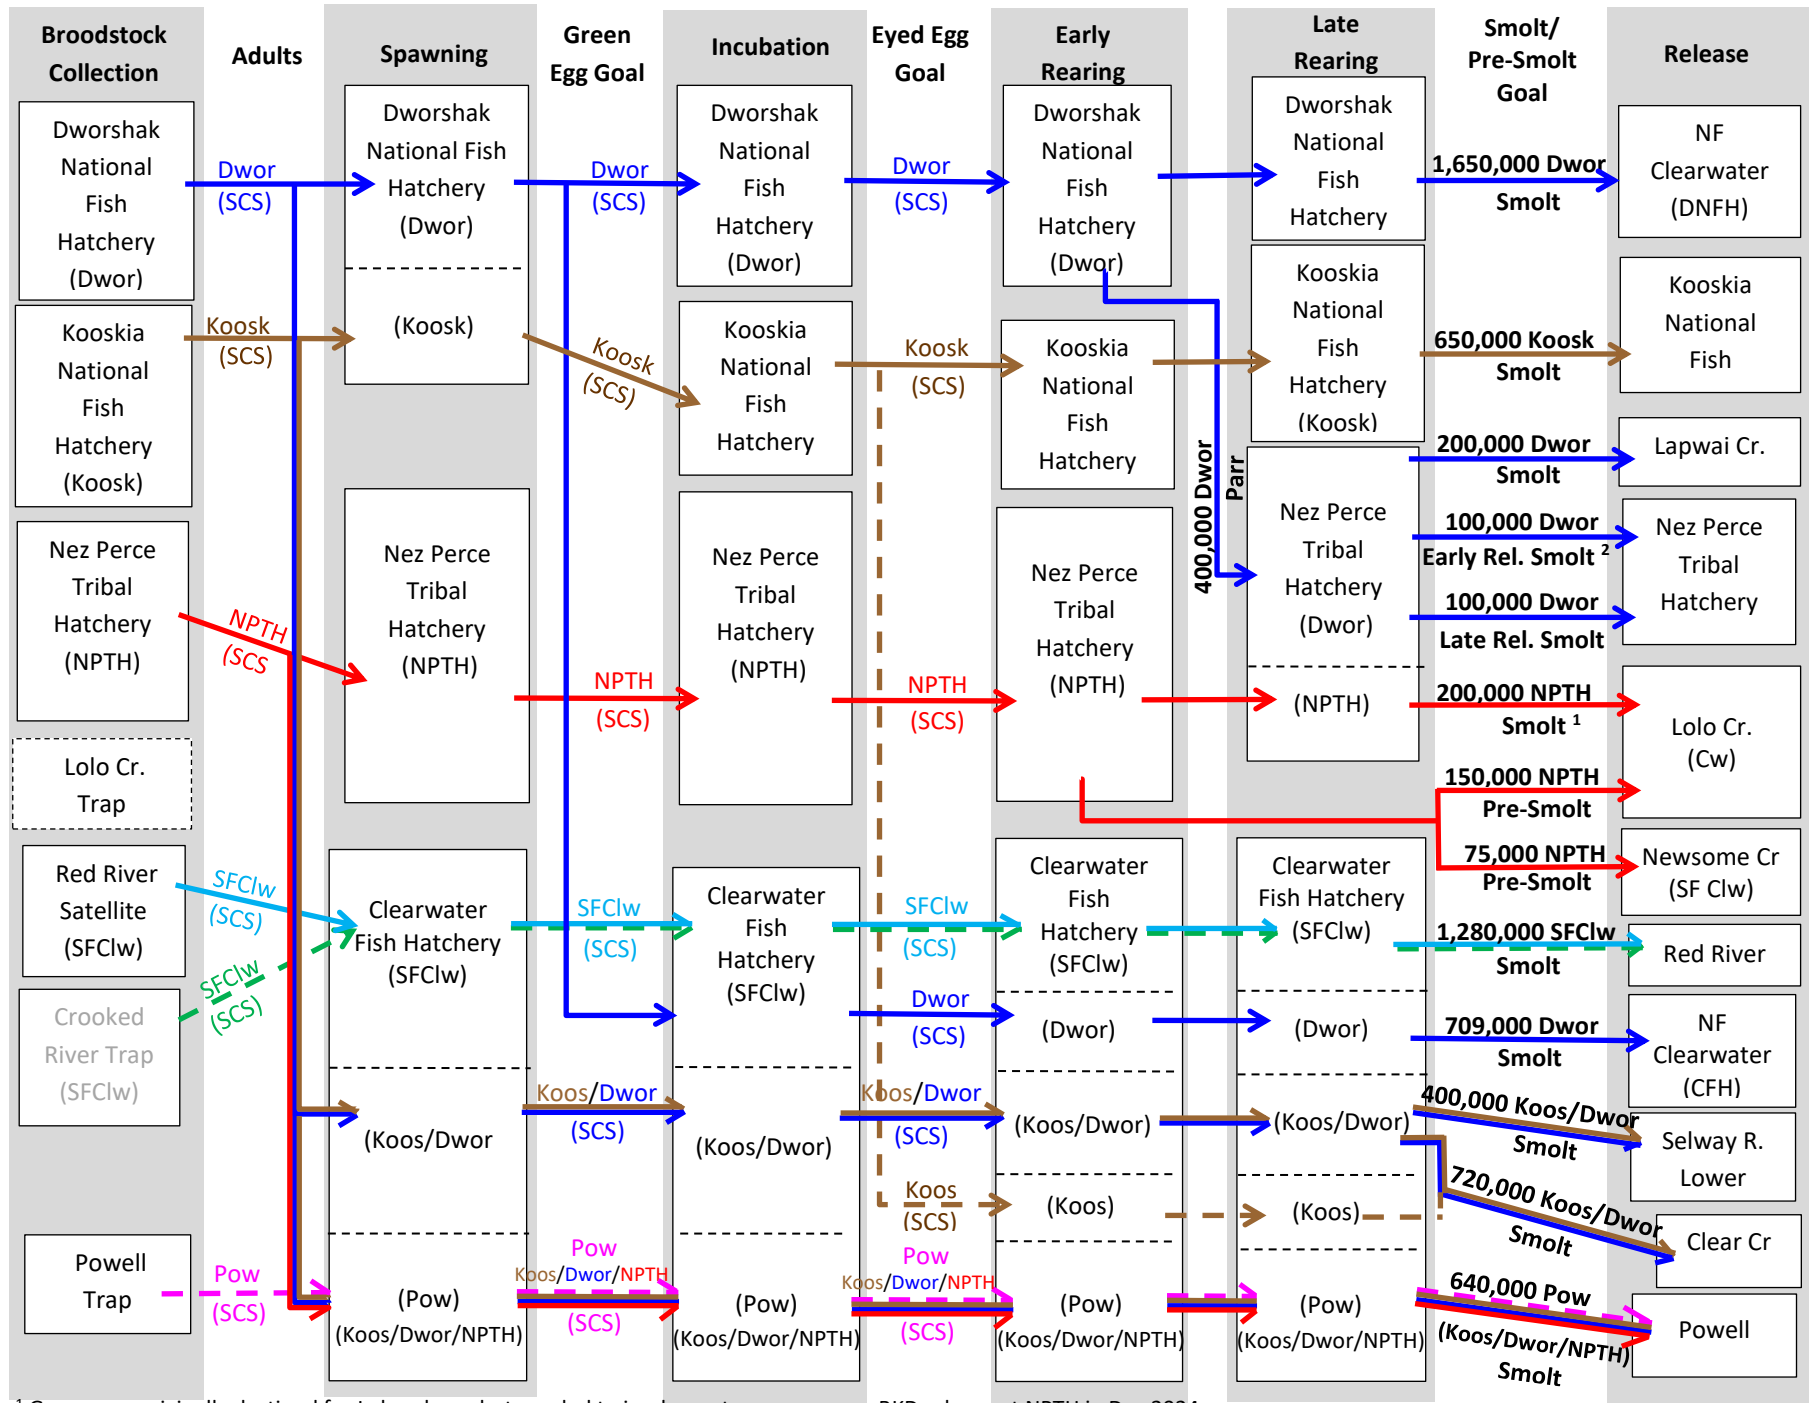 Broodstock
Collection
Adults
Spawning
Green
Egg Goal
Incubation
Eyed Egg
Goal
Early
Rearing
Late
Rearing
Smolt/
Pre-Smolt
Goal
Release
Dworshak
National
Fish
Hatchery
(Dwor)
Kooskia
National
Fish
Hatchery
(Koosk)
Nez Perce
Tribal
Hatchery
(NPTH)
Lolo Cr.
Trap
Red River
Satellite
(SFClw)
Crooked
River Trap
(SFClw)
Powell
Trap
Dwor
(SCS)
Koosk
(SCS)
NPTH
(SCS
SFClw
(SCS)
SFClw
(SCS)
Pow
(SCS)
Dworshak
National Fish
Hatchery
(Dwor)
(Koosk)
Nez Perce
Tribal
Hatchery
(NPTH)
Clearwater
Fish Hatchery
(SFClw)
(Koos/Dwor
(Pow)
(Koos/Dwor/NPTH)
Dwor
(SCS)
Koosk
(SCS)
NPTH
(SCS)
SFClw
(SCS)
Koos/Dwor
(SCS)
Pow
Koos/Dwor/NPTH
(SCS)
Dworshak
National
Fish
Hatchery
(Dwor)
Kooskia
National
Fish
Hatchery
Nez Perce
Tribal
Hatchery
(NPTH)
Clearwater
Fish
Hatchery
(SFClw)
(Koos/Dwor)
(Pow)
(Koos/Dwor/NPTH)
Dwor
(SCS)
Koosk
(SCS)
NPTH
(SCS)
SFClw
(SCS)
Dwor
(SCS)
Koos/Dwor
(SCS)
Koos
(SCS)
Pow
Koos/Dwor/NPTH
(SCS)
Dworshak
National
Fish
Hatchery
(Dwor)
Kooskia
National
Fish
Hatchery
Nez Perce
Tribal
Hatchery
(NPTH)
Clearwater
Fish
Hatchery
(SFClw)
(Dwor)
(Koos/Dwor)
(Koos)
(Pow)
(Koos/Dwor/NPTH)
400,000 Dwor
Parr
Dworshak
National
Fish
Hatchery
Kooskia
National
Fish
Hatchery
(Koosk)
Nez Perce
Tribal
Hatchery
(Dwor)
(NPTH)
Clearwater
Fish Hatchery
(SFClw)
(Dwor)
(Koos/Dwor)
(Koos)
(Pow)
(Koos/Dwor/NPTH)
1,650,000 Dwor
Smolt
650,000 Koosk
Smolt
200,000 Dwor
Smolt
100,000 Dwor
Early Rel. Smolt 2
100,000 Dwor
Late Rel. Smolt
200,000 NPTH
Smolt 1
150,000 NPTH
Pre-Smolt
75,000 NPTH
Pre-Smolt
1,280,000 SFClw
Smolt
709,000 Dwor
Smolt
400,000 Koos/Dwor
Smolt
720,000 Koos/Dwor
Smolt
640,000 Pow
(Koos/Dwor/NPTH)
Smolt
NF
Clearwater
(DNFH)
Kooskia
National
Fish
Lapwai Cr.
Nez Perce
Tribal
Hatchery
Lolo Cr.
(Cw)
Newsome Cr
(SF Clw)
Red River
NF
Clearwater
(CFH)
Selway R.
Lower
Clear Cr
Powell